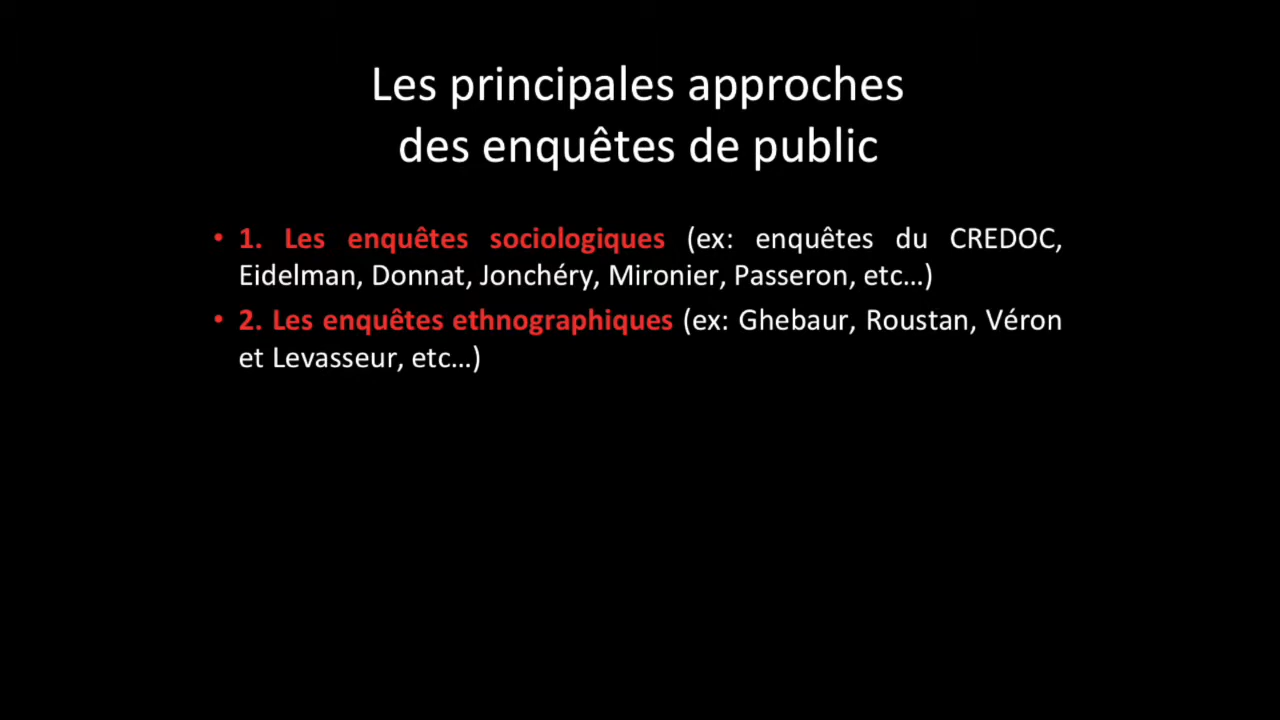 Les principales approches
des enquêtes de public
• 1. Les enquêtes sociologiques (ex: enquêtes du CREDOC,
Eidelman, Donnat, Jonchéry, Mironier, Passeron, etc…)
• 2. Les enquêtes ethnographiques (ex: Ghebaur, Roustan, Véron
et Levasseur, etc…)